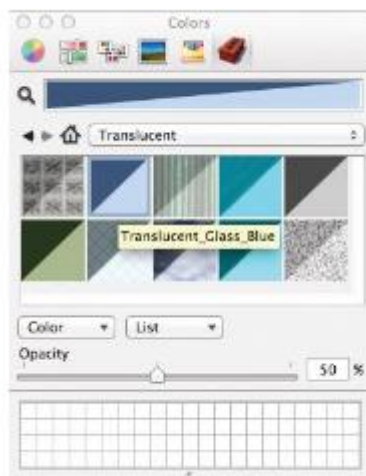 Colors
Translucent
Translucent_Glass_Blue
Color
List
Opacity
50 %